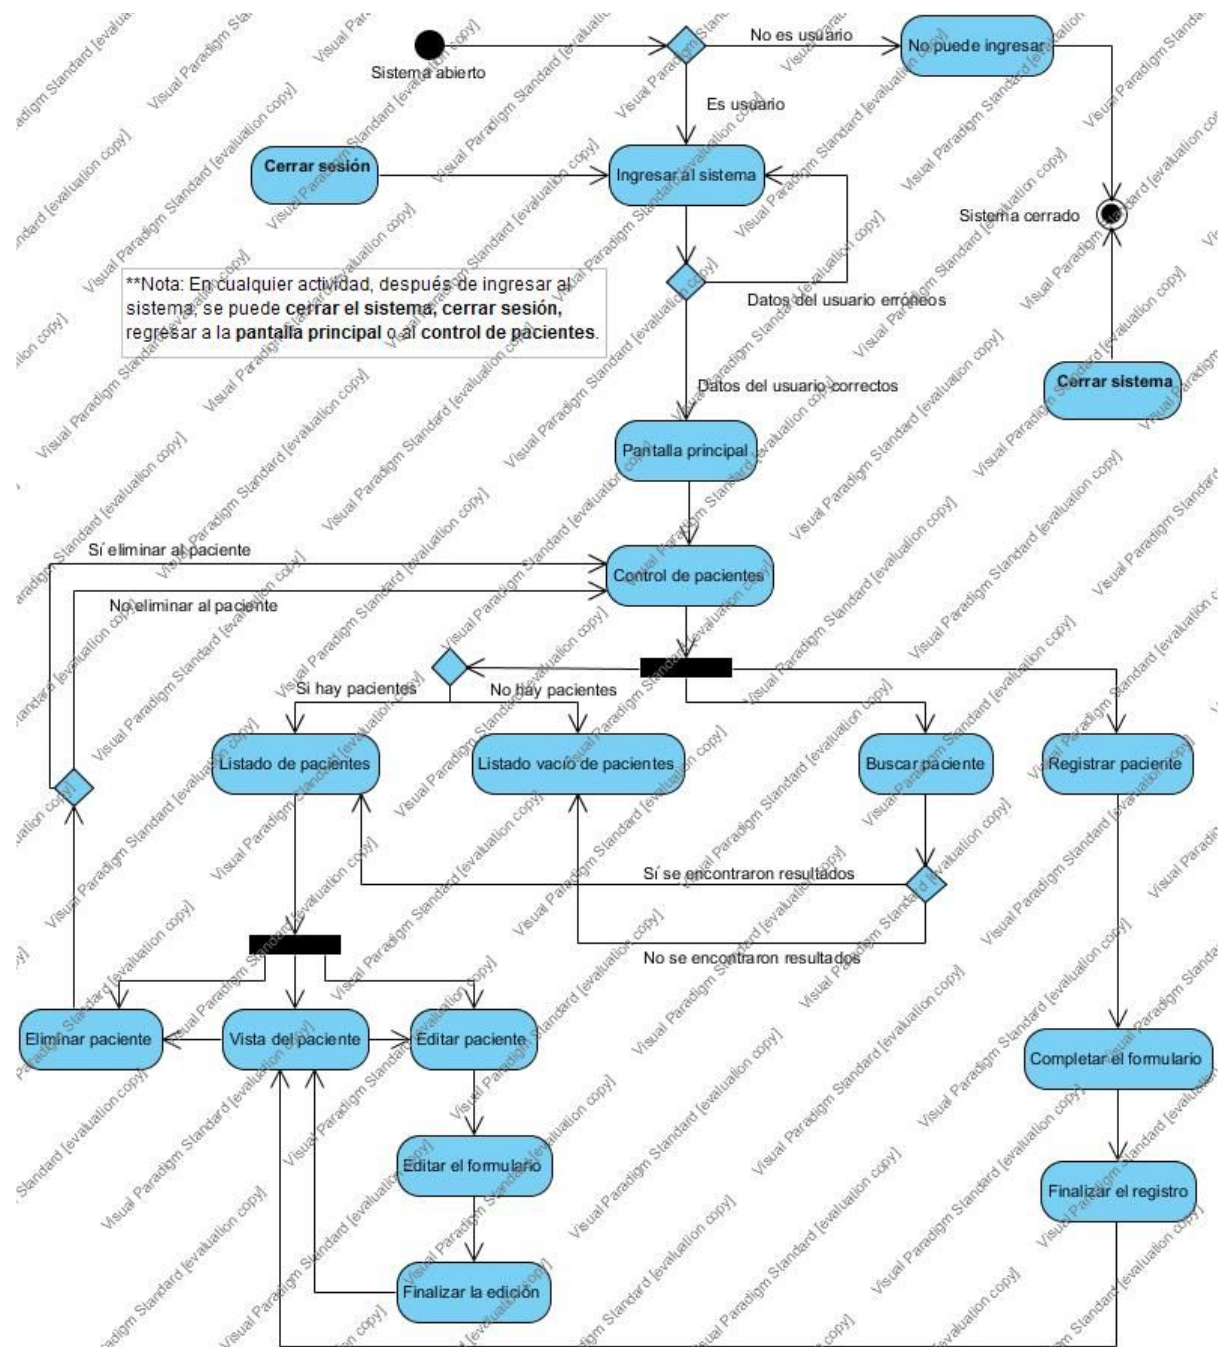 No es usuario
No puede ingresar
Sistema abierto
Es usuario
Cerrar sesión
Ingresar al sistema
Sistema cerrado
**Nota: En cualquier actividad, después de ingresar al
sistema, se puede cerrar el sistema, cerrar sesión,
regresar a la pantalla principal o al control de pacientes.
Datos del usuario erróneos
Cerrar sistema
Datos del usuario correctos
Pantalla principal
Sí eliminar al paciente
Control de pacientes
No eliminar al paciente
Si hay pacientes
No hay pacientes
Listado de pacientes
Listado vacío de pacientes
Buscar paciente
Registrar paciente
Sí se encontraron resultados
No se encontraron resultados
Eliminar paciente
Vista del paciente
Editar paciente
Completar el formulario
Editar el formulario
Finalizar el registro
Finalizar la edición
Visual Paradigm Standard [evaluation copy]